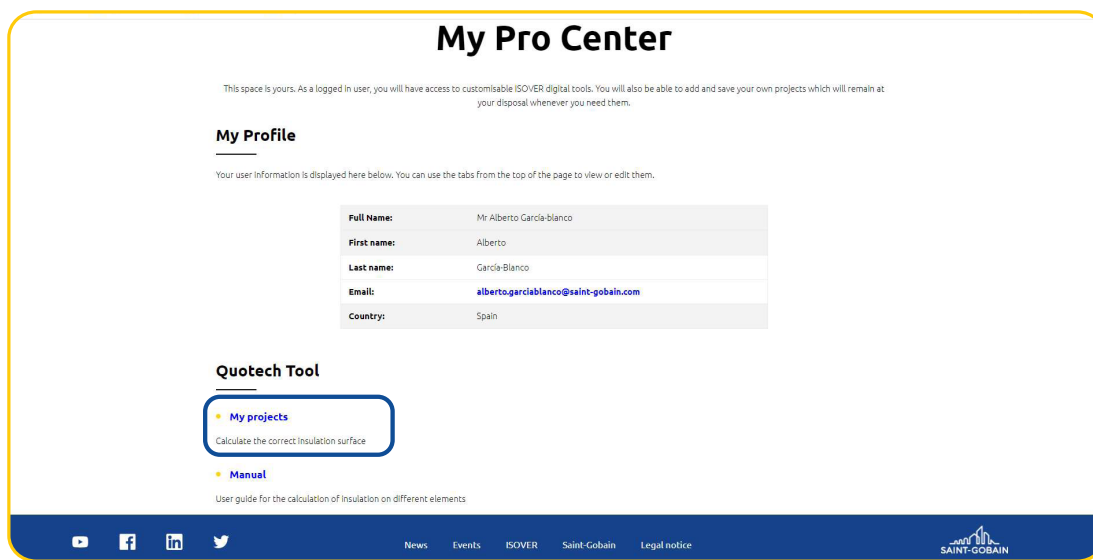 My Pro Center
This space is yours. As a logged in user, you will have access to customisable ISOVER digital tools. You will also be able to add and save your own projects which will remain at
your disposal whenever you need them.
My Profile
Your user information is displayed here below. You can use the tabs from the top of the page to view or edit them.
Full Name: Mr Alberto García-blanco
First name: Alberto
Last name: García-Blanco
Email: alberto.garciablanco@saint-gobain.com
Country: Spain
Quotech Tool
My projects
Calculate the correct insulation surface
Manual
User guide for the calculation of insulation on different elements
News Events ISOVER Saint-Gobain Legal notice
SAINT-GOBAIN